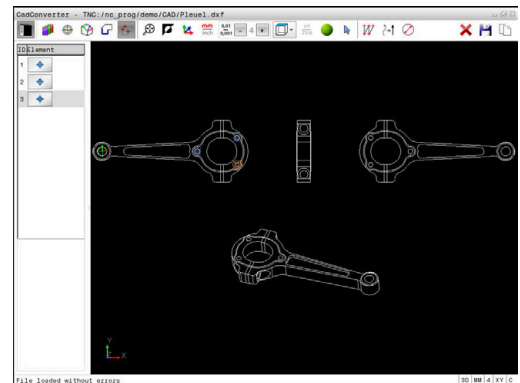 CadConverter - TNC:/nc_prog/demo/CAD/Pleuel.dxf
mm inch 0,01 0,001 - 4 +
ID Element
1
2
3
Y
Z X
File loaded without errors 3D MM 4 XY C